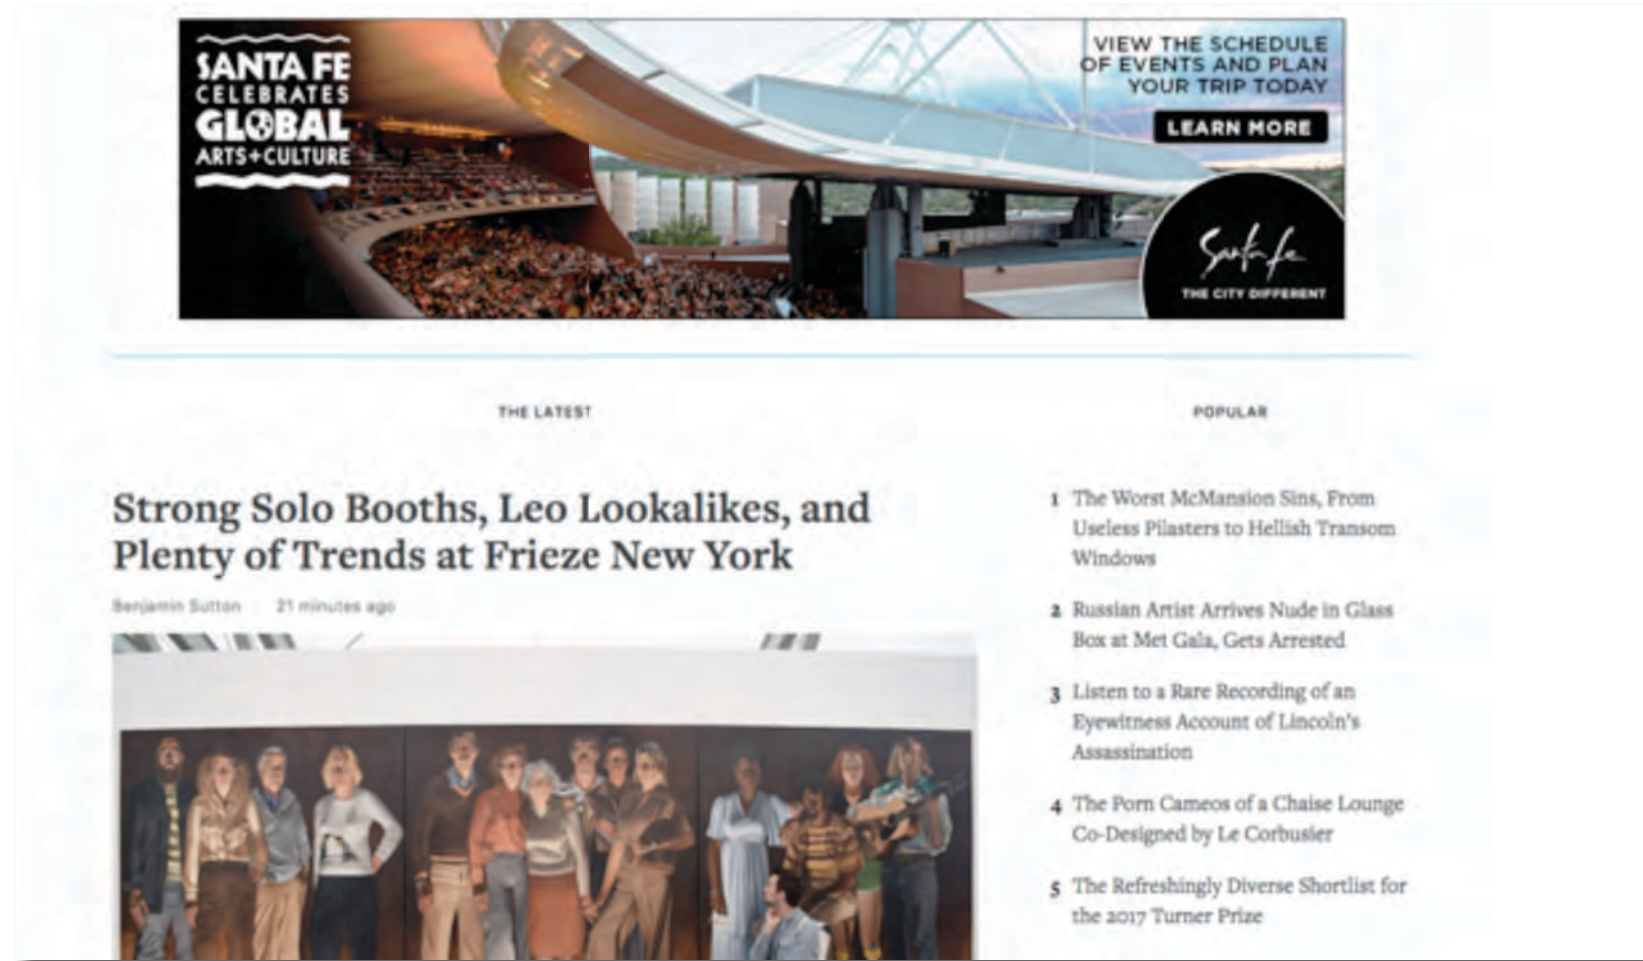 SANTA FE
CELEBRATES
GLOBAL
ARTS+CULTURE
VIEW THE SCHEDULE
OF EVENTS AND PLAN
YOUR TRIP TODAY
LEARN MORE
Santa fe
THE CITY DIFFERENT
THE LATEST
Strong Solo Booths, Leo Lookalikes, and
Plenty of Trends at Frieze New York
Benjamin Sutton 21 minutes ago
POPULAR
1 The Worst McMansion Sins, From
Useless Pilasters to Hellish Transom
Windows
2 Russian Artist Arrives Nude in Glass
Box at Met Gala, Gets Arrested
3 Listen to a Rare Recording of an
Eyewitness Account of Lincoln's
Assassination
4 The Porn Cameos of a Chaise Lounge
Co-Designed by Le Corbusier
5 The Refreshingly Diverse Shortlist for
the 2017 Turner Prize